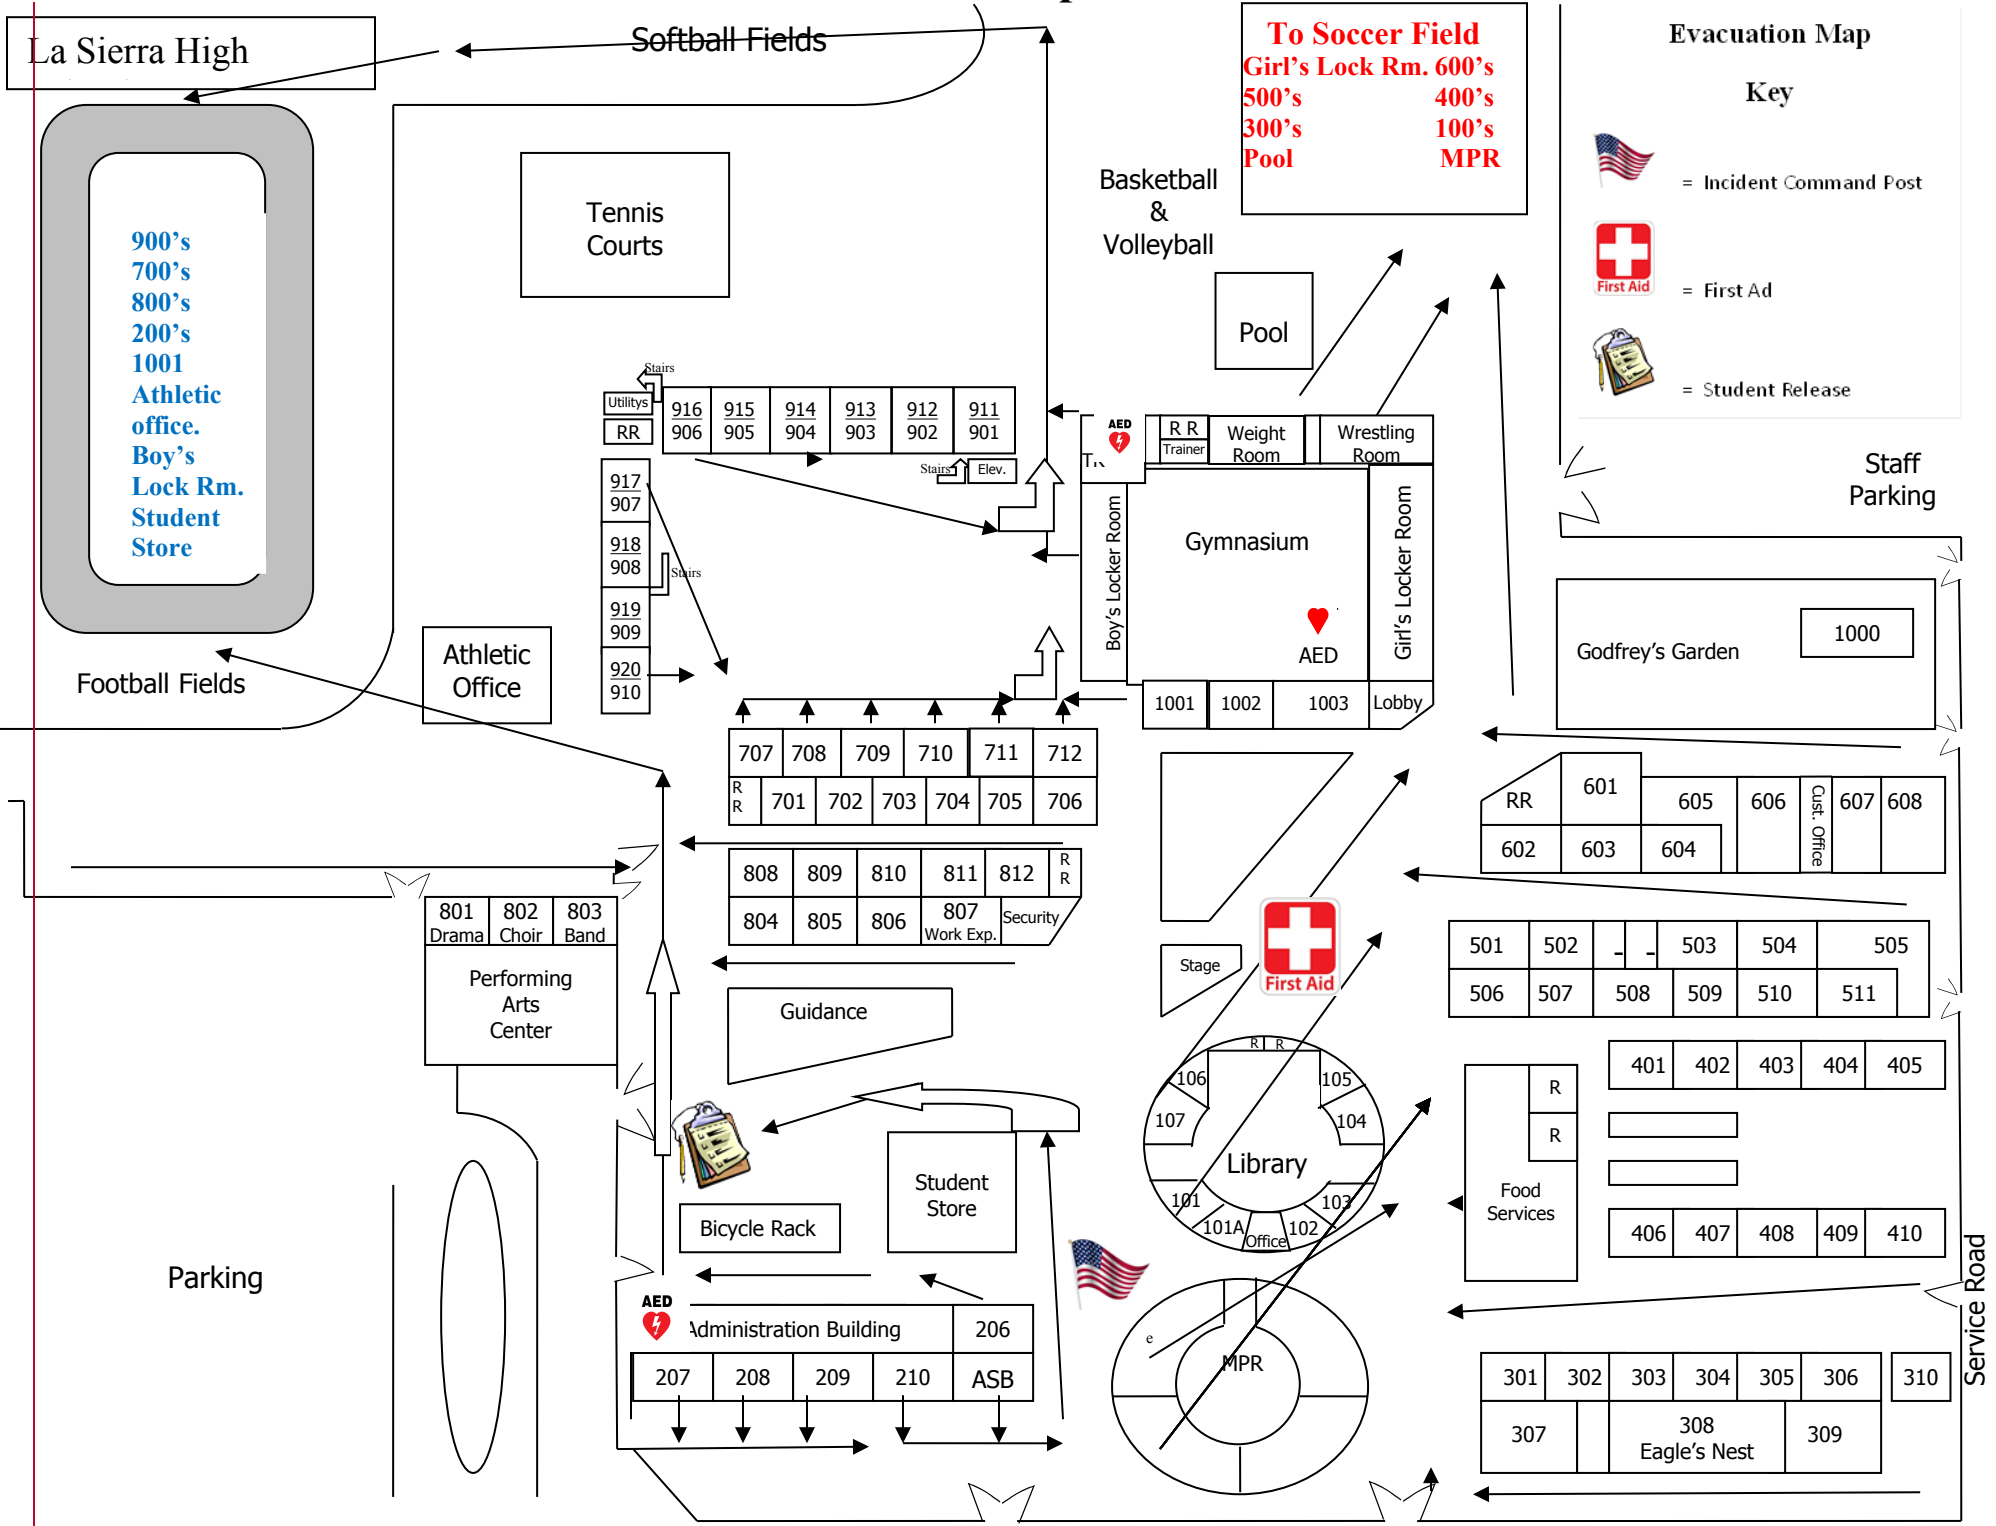 La Sierra High
Softball Fields
To Soccer Field
Girl's Lock Rm. 600's
500's 400's
300's 100's
Pool MPR
Evacuation Map
Key
= Incident Command Post
First Aid
= First Ad
= Student Release
900's
700's
800's
200's
1001
Athletic
office.
Boy's
Lock Rm.
Student
Store
Football Fields
Tennis
Courts
Basketball
&
Volleyball
Pool
Staff
Parking
Stairs
Utilitys
RR
916 915 914 913 912 911
906 905 904 903 902 901
Stairs
Elev.
917
907
918
908
Stairs
919
909
920
910
AED
R R
Trainer
Weight
Room
Wrestling
Room
Boy's Locker Room
Gymnasium
AED
Girl's Locker Room
1001 1002 1003 Lobby
Godfrey's Garden
1000
Athletic
Office
707 708 709 710 711 712
R
R
701 702 703 704 705 706
808 809 810 811 812
R
R
804 805 806 807
Work Exp.
Security
801 802 803
Drama Choir Band
Performing
Arts
Center
Guidance
Stage
First Aid
RR 601 605 606 Cust. Office 607 608
602 603 604
501 502 - - 503 504 505
506 507 508 509 510 511
401 402 403 404 405
R
R
Food
Services
406 407 408 409 410
R R
106 105
107 104
Library
101 103
101A Office 102
Student
Store
Bicycle Rack
Parking
AED
Administration Building 206
207 208 209 210 ASB
e
MPR
301 302 303 304 305 306 310
307 308 309
Eagle's Nest
Service Road